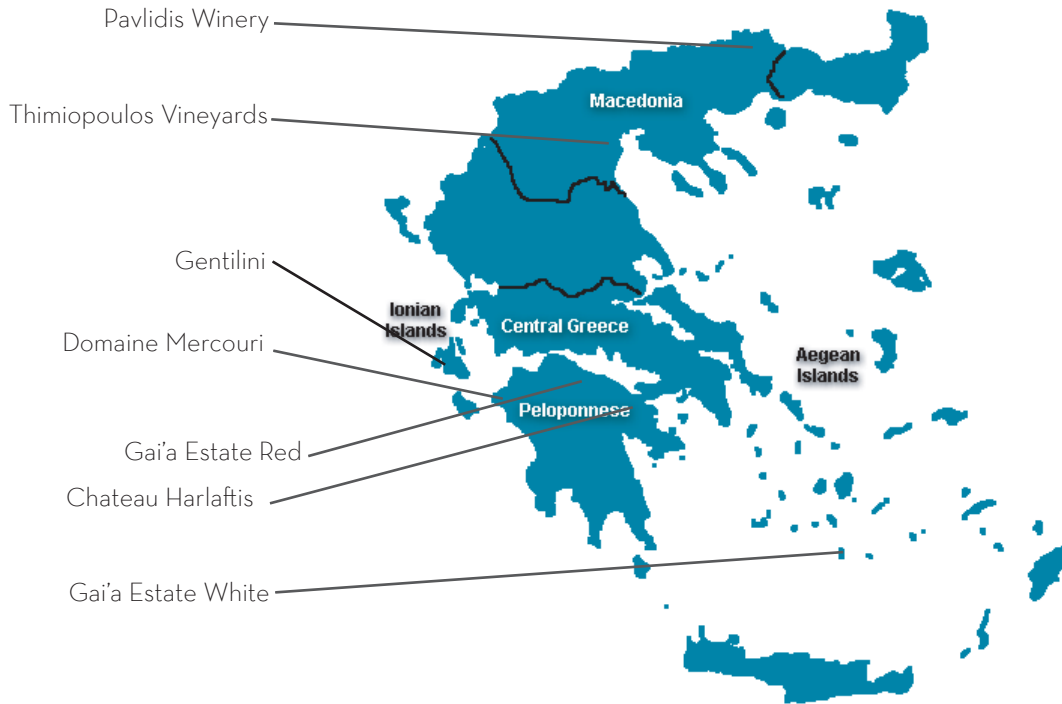 Pavlidis Winery
Macedonia
Thimiopoulos Vineyards
Gentilini
Ionian
Islands
Central Greece
Domaine Mercouri
Aegean
Islands
Peloponnese
Gai'a Estate Red
Chateau Harlaftis
Gai'a Estate White